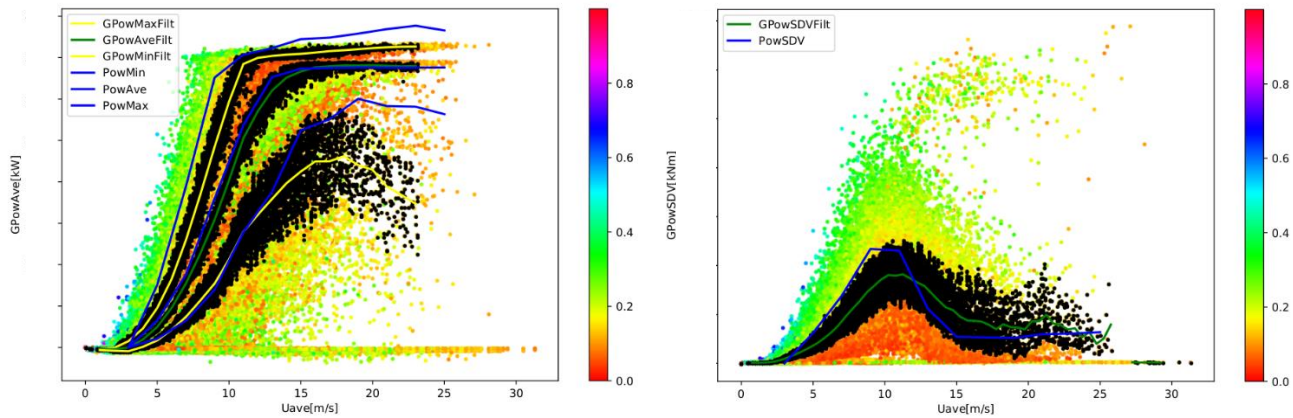 GPowMaxFilt
GPowAveFilt
GPowMinFilt
PowMin
PowAve
PowMax
GPowAve[kW]
0 5 10 15 20 25 30
Uave[m/s]
0.8
0.6
0.4
0.2
0.0
GPowSDVFilt
PowSDV
GPowSDV[kNm]
0 5 10 15 20 25 30
Uave[m/s]
0.8
0.6
0.4
0.2
0.0